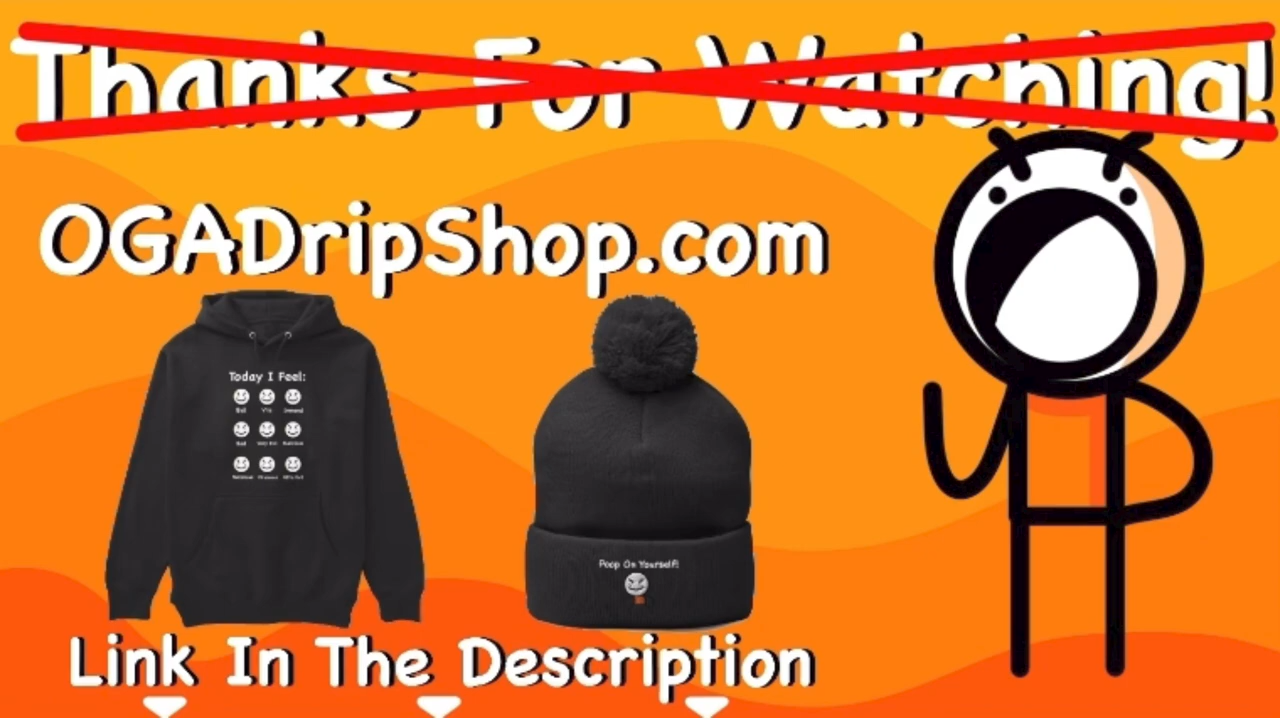 Thanks For Watching!
OGADripShop.com
Today I Feel:
Poop On Yourself!
Link In The Description